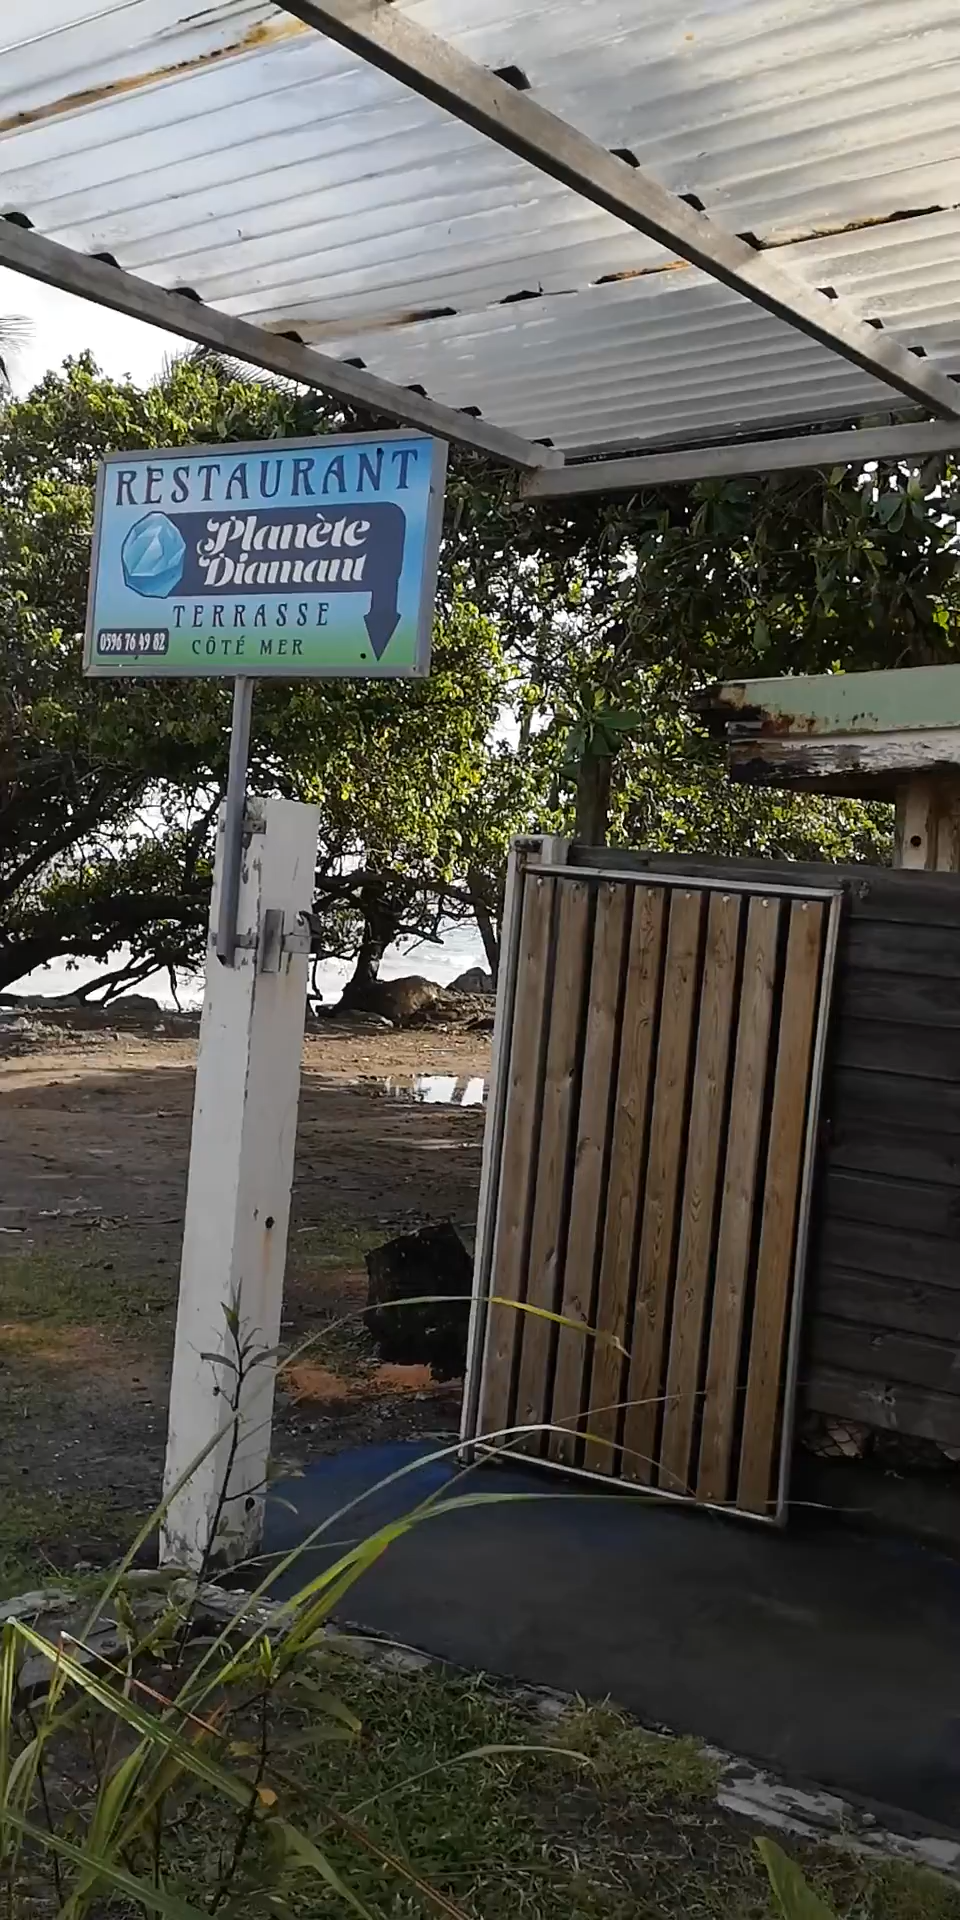 RESTAURANT
Planète
Diamant
TERRASSE
0596 76 49 82
CÔTÉ MER